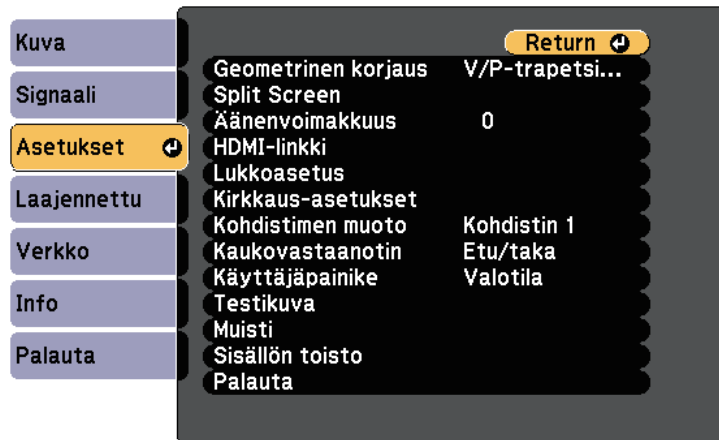 Kuva
Signaali
Asetukset
Laajennettu
Verkko
Info
Palauta
Return
Geometrinen korjaus V/P-trapetsi...
Split Screen
Äänenvoimakkuus 0
HDMI-linkki
Lukkoasetus
Kirkkaus-asetukset
Kohdistimen muoto Kohdistin 1
Kaukovastaanotin Etu/taka
Käyttäjäpainike Valotila
Testikuva
Muisti
Sisällön toisto
Palauta